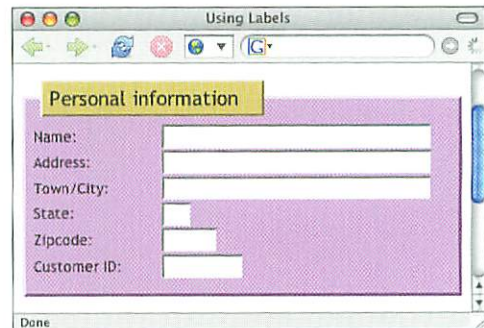 Using Labels
G
Personal information
Name:
Address:
Town/City:
State:
Zipcode:
Customer ID:
Done